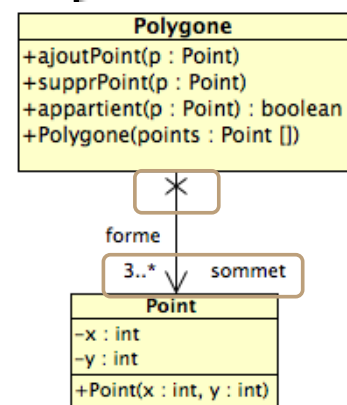 Polygone
+ajoutPoint(p : Point)
+supprPoint(p : Point)
+appartient(p : Point) : boolean
+Polygone(points : Point [])
forme
3..* sommet
Point
-x : int
-y : int
+Point(x : int, y : int)